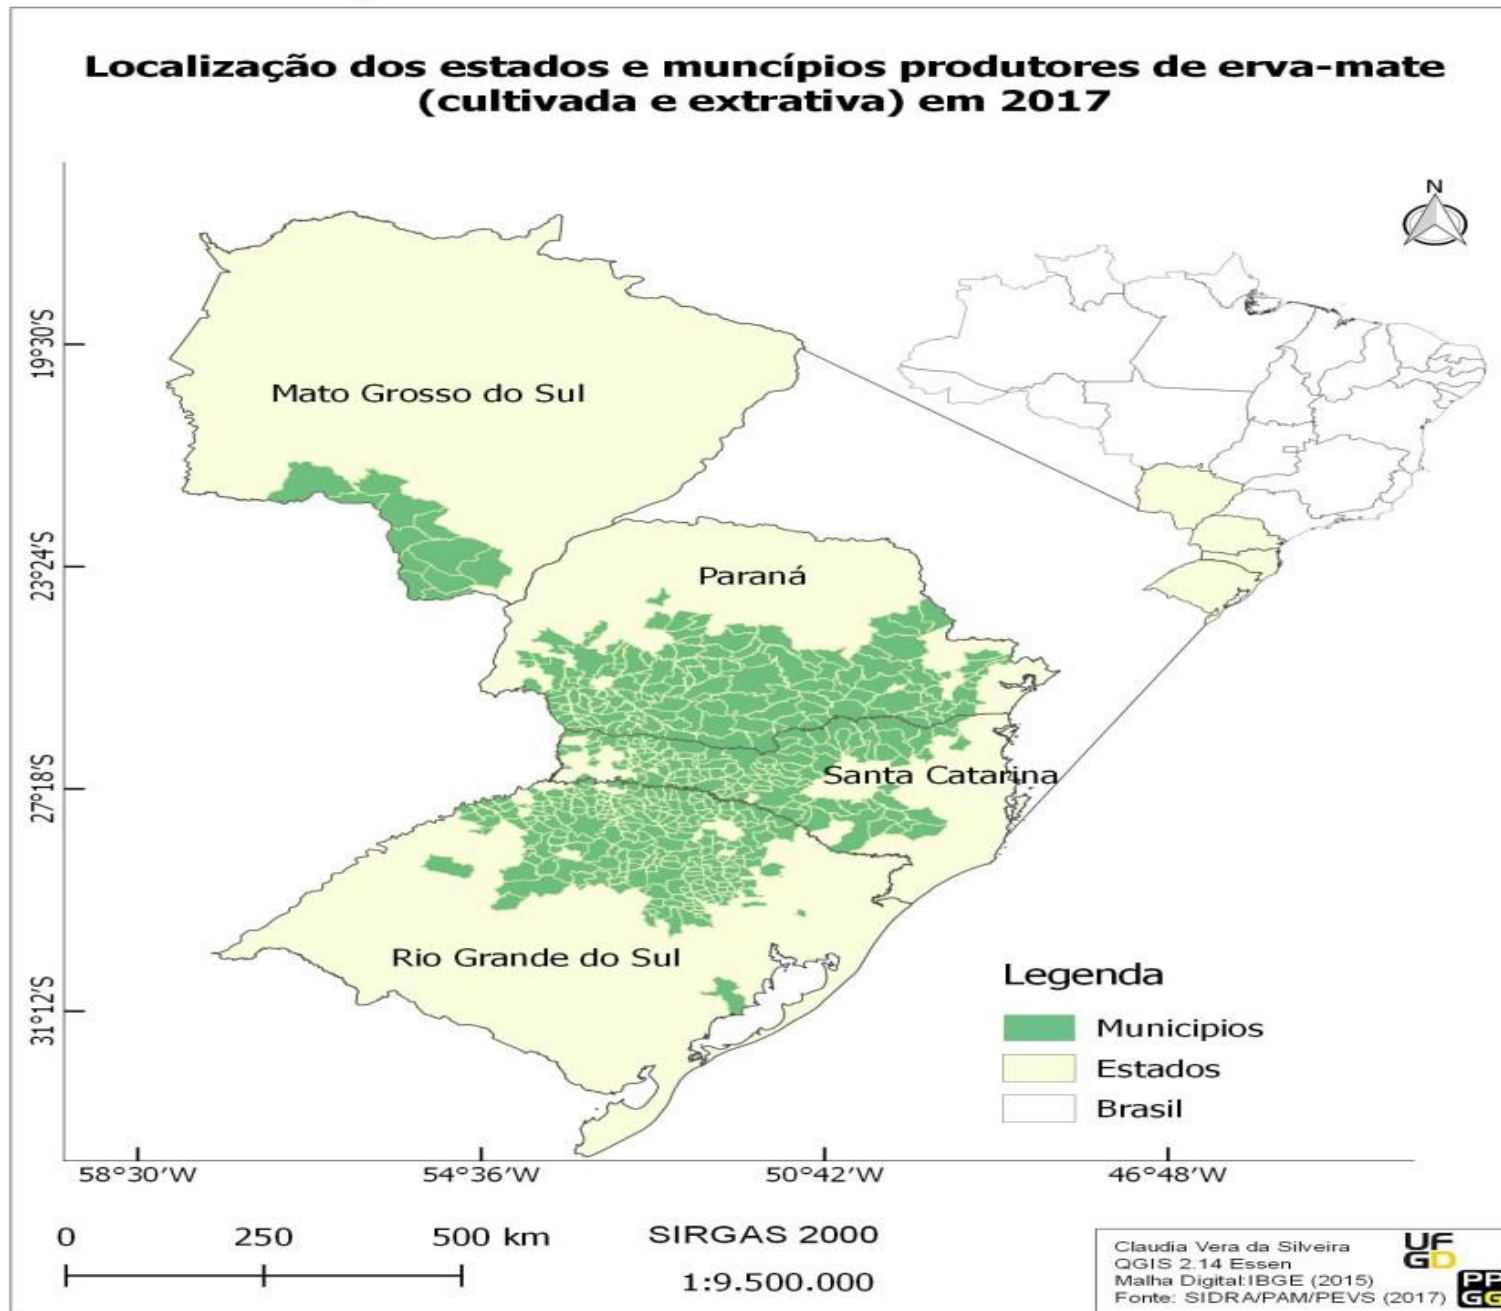 Localização dos estados e muncípios produtores de erva-mate
(cultivada e extrativa) em 2017
N
19°30'S
Mato Grosso do Sul
23°24'S
Paraná
27°18'S
Santa Catarina
Rio Grande do Sul
31°12'S
Legenda
Municipios
Estados
Brasil
58°30'W 54°36'W 50°42'W 46°48'W
0 250 500 km
SIRGAS 2000
1:9.500.000
Claudia Vera da Silveira
QGIS 2.14 Essen
Malha Digital:IBGE (2015)
Fonte: SIDRA/PAM/PEVS (2017)
UF
GD
PP
GG